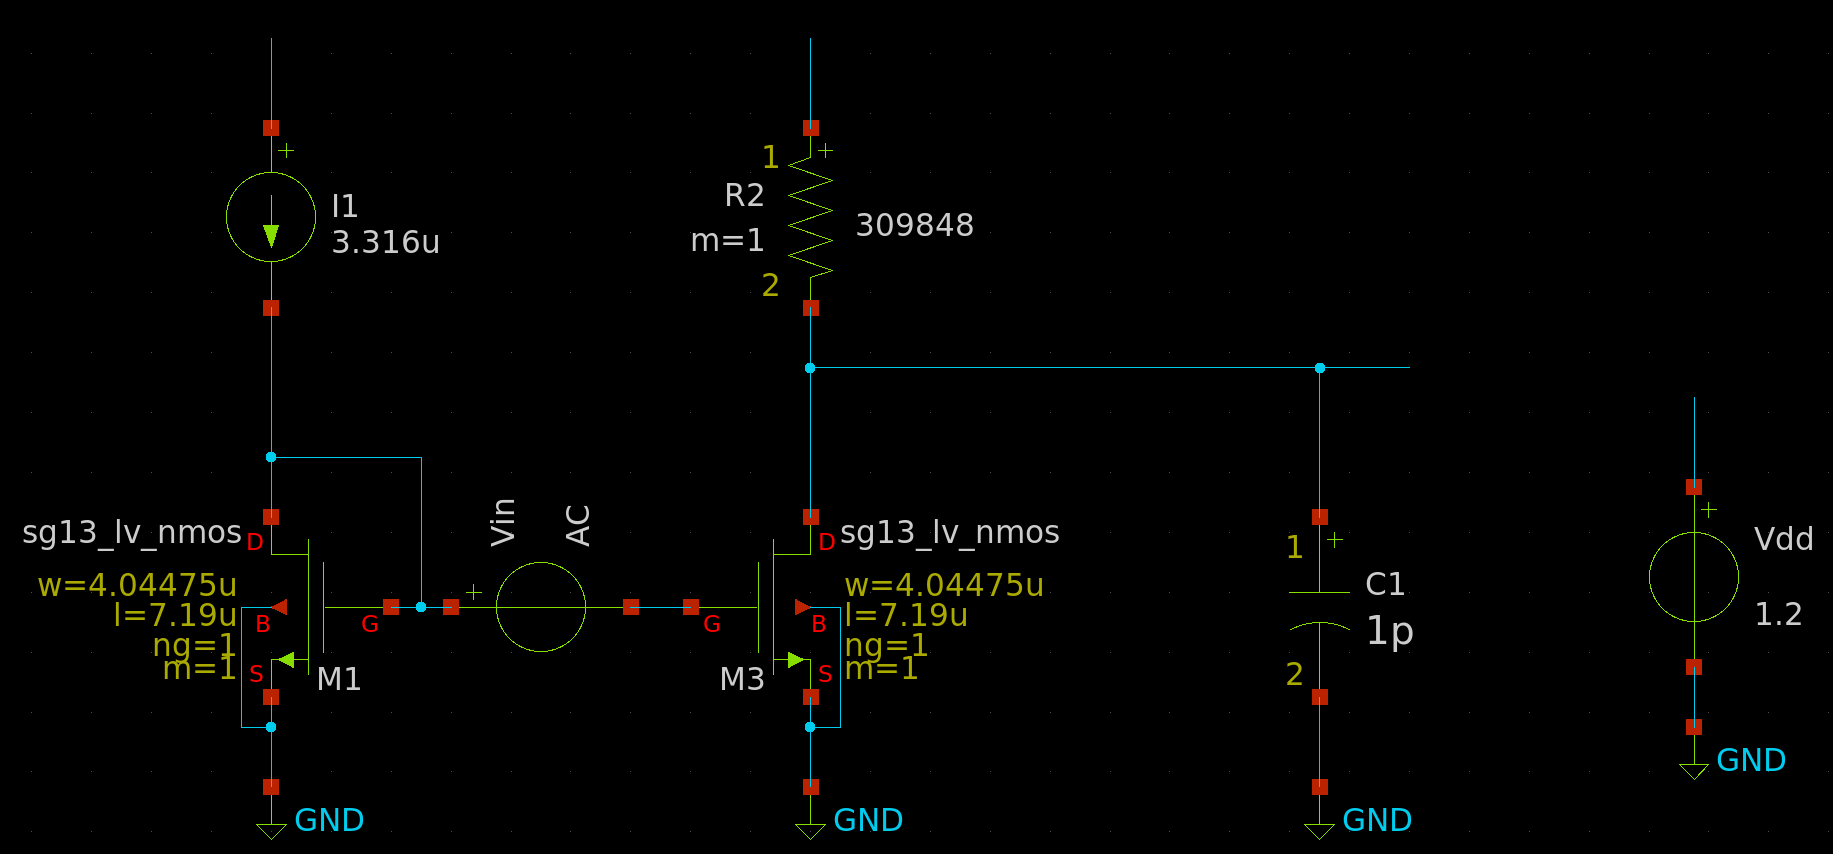 I1
3.316u
sg13_lv_nmos
D
w=4.04475u
l=7.19u
B
G
ng=1
m=1
S
M1
GND
+
Vin
AC
+
1
+
R2
m=1
309848
2
sg13_lv_nmos
D
w=4.04475u
l=7.19u
G
B
ng=1
m=1
S
M3
GND
1
+
C1
1p
2
GND
+
Vdd
1.2
GND